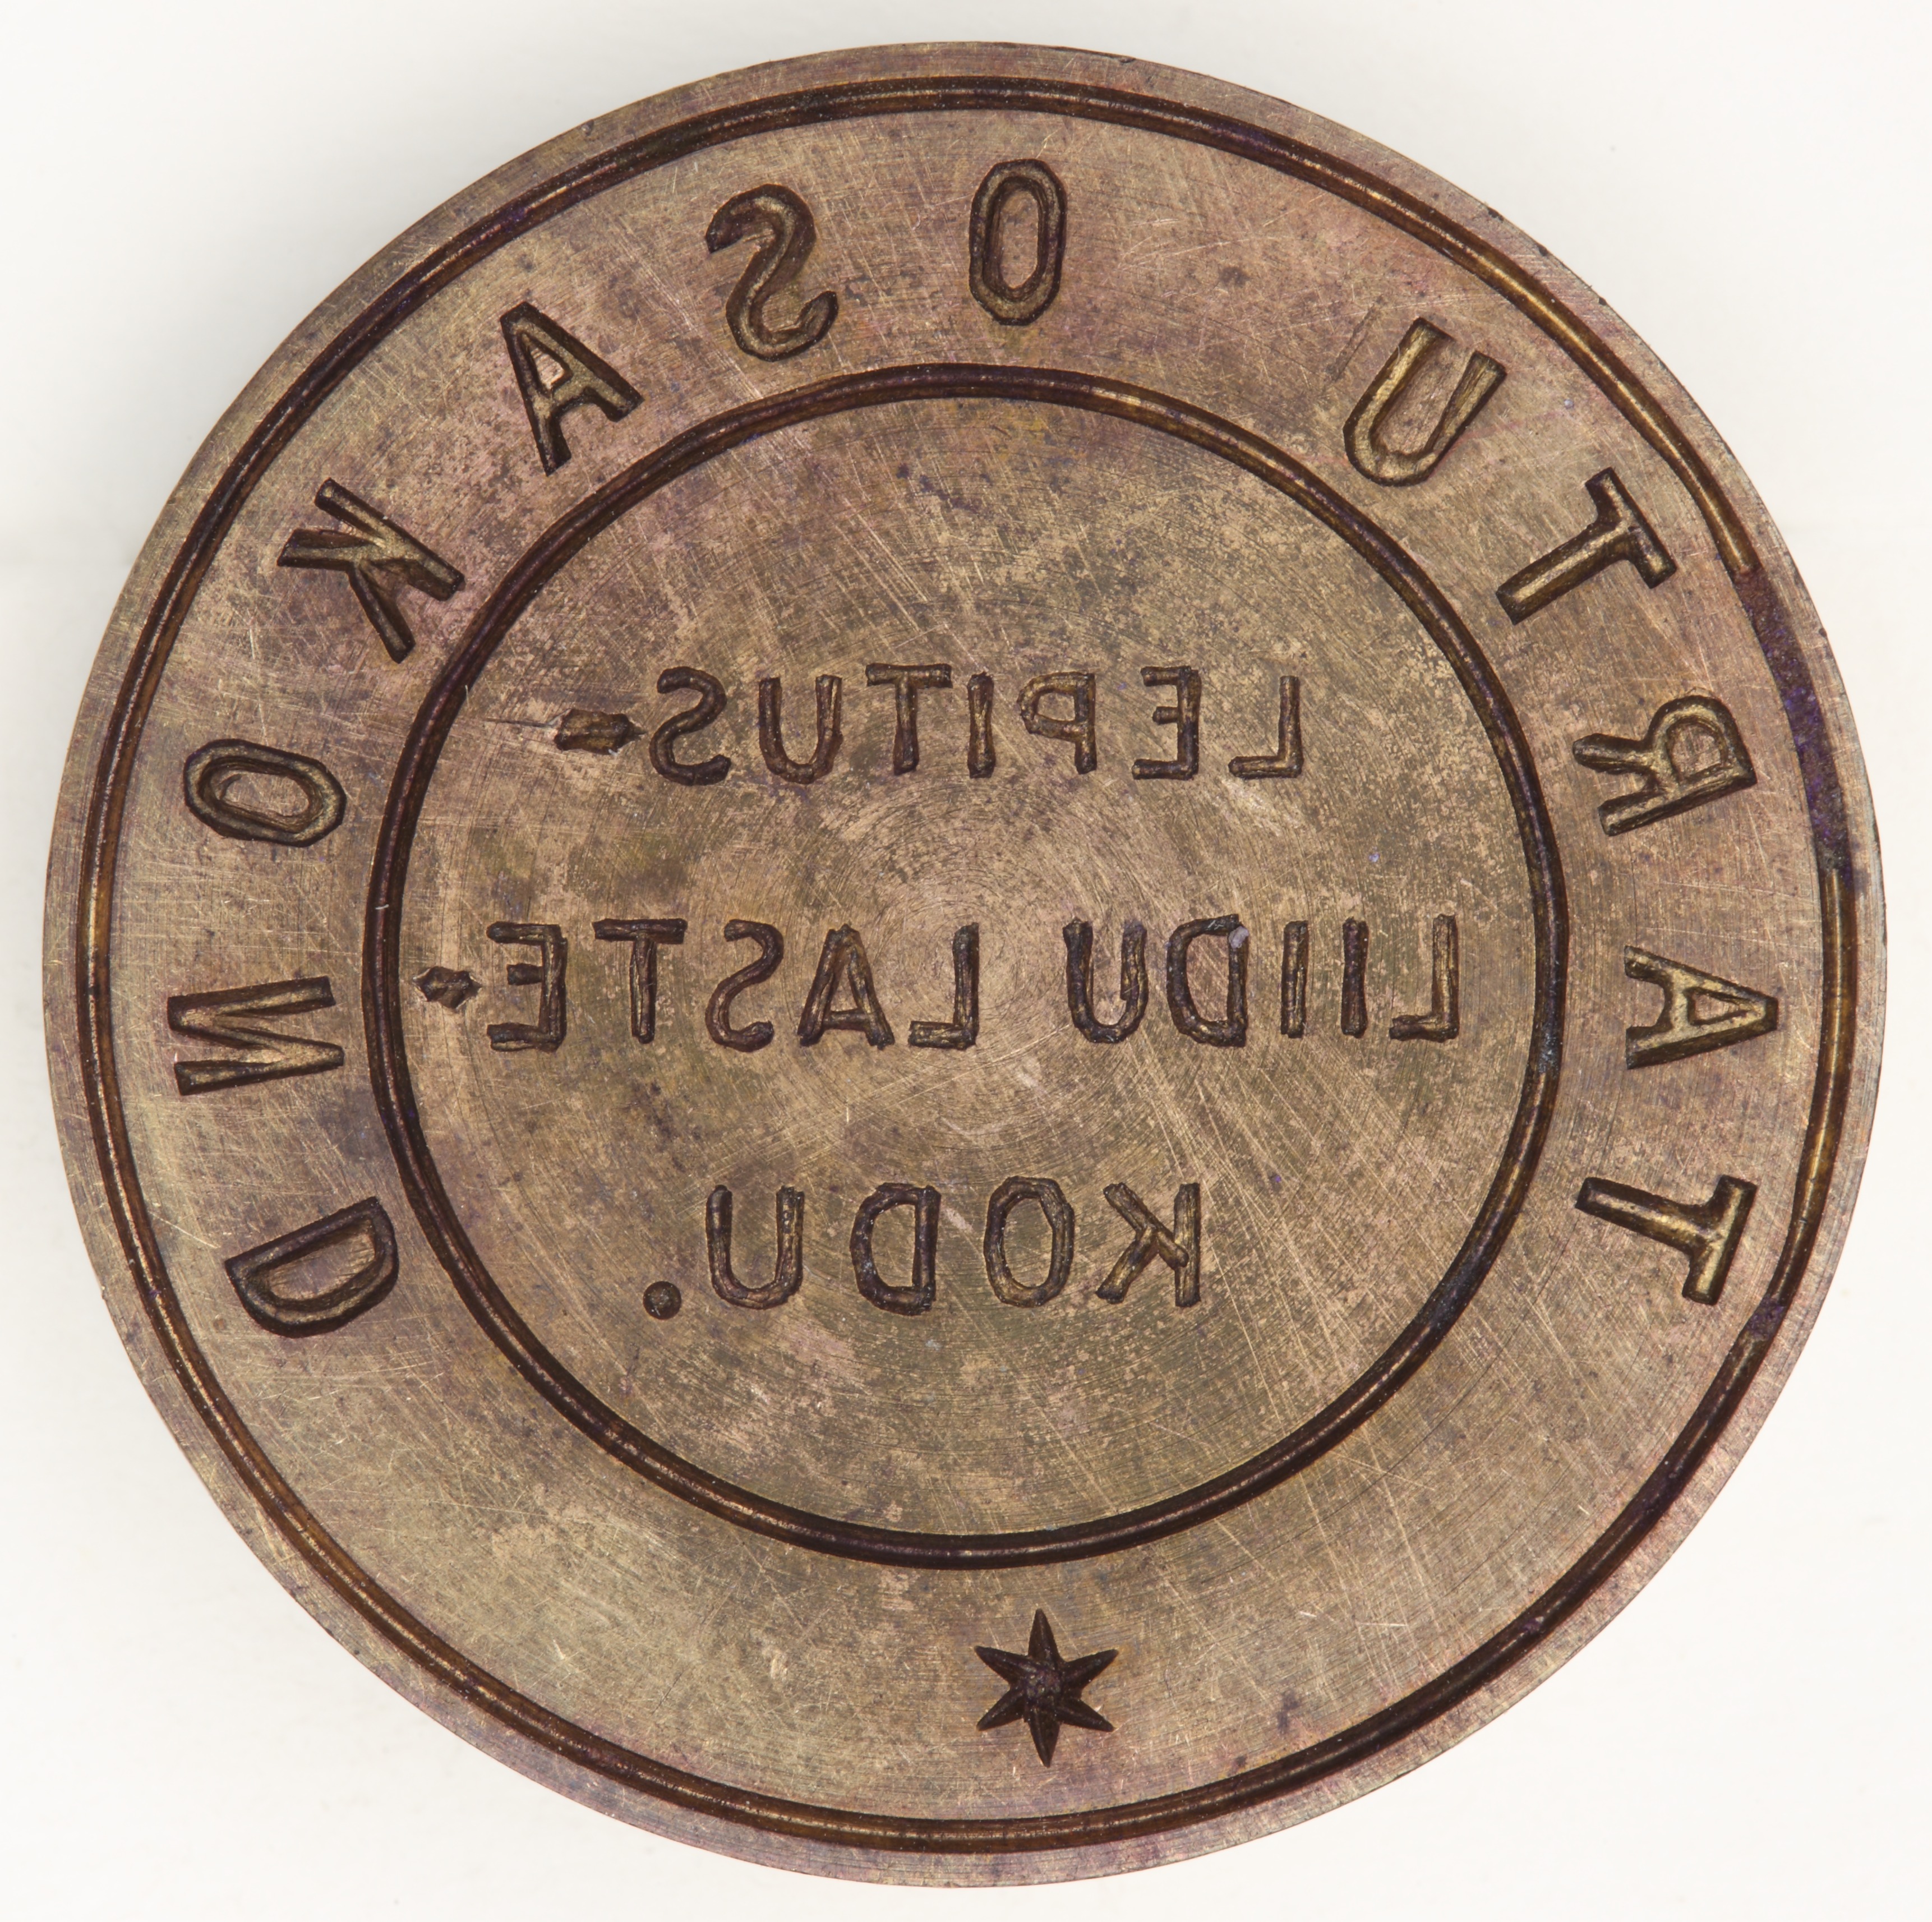 TARTU OSAKOND
LEPITUS-
LIIDU LASTE-
KODU.